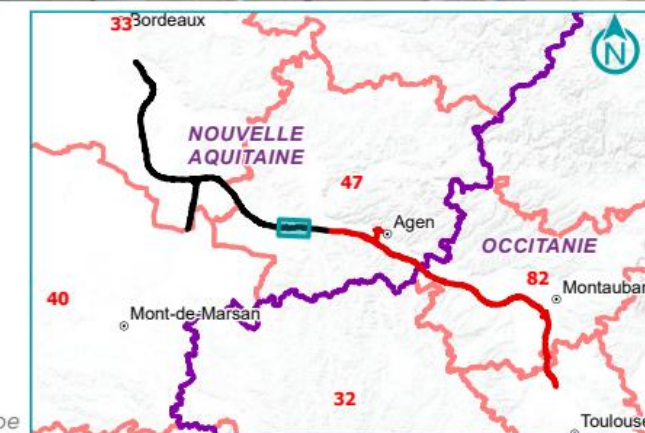 33
Bordeaux
N
NOUVELLE
AQUITAINE
47
Agen
OCCITANIE
82
Montauban
40
Mont-de-Marsan
32
Toulouse